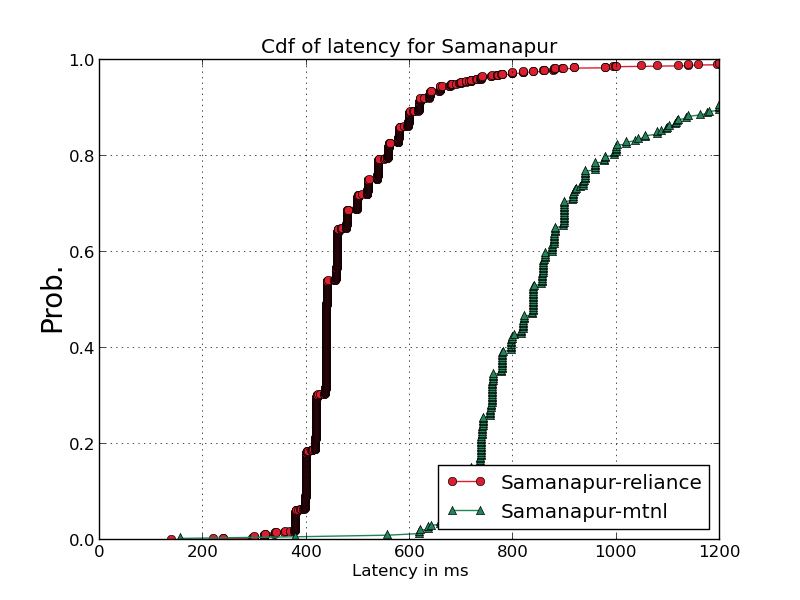 Cdf of latency for Samanapur
Prob.
1.0
0.8
0.6
0.4
0.2
0.0
0 200 400 600 800 1000 1200
Latency in ms
Samanapur-reliance
Samanapur-mtnl